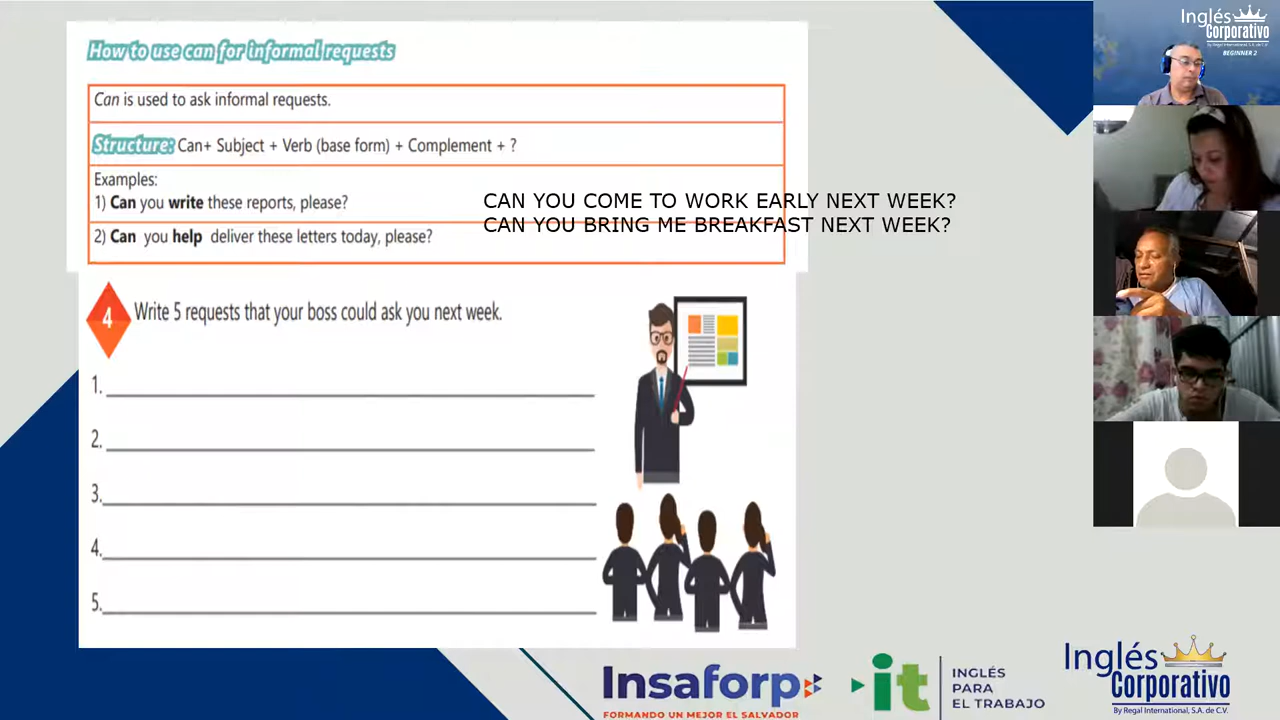 How to use can for informal requests
Can is used to ask informal requests.
Structure: Can+ Subject + Verb (base form) + Complement + ?
Examples:
1) Can you write these reports, please?
2) Can you help deliver these letters today, please?
CAN YOU COME TO WORK EARLY NEXT WEEK?
CAN YOU BRING ME BREAKFAST NEXT WEEK?
4 Write 5 requests that your boss could ask you next week.
1.
2.
3.
4.
5.
Insaforp
FORMANDO UN MEJOR EL SALVADOR
it
INGLÉS
PARA
EL TRABAJO
Inglés
Corporativo
By Regal International, S.A. de C.V.
Inglés
Corporativo
By Regal International, S.A. de C.V.
BEGINNER 2